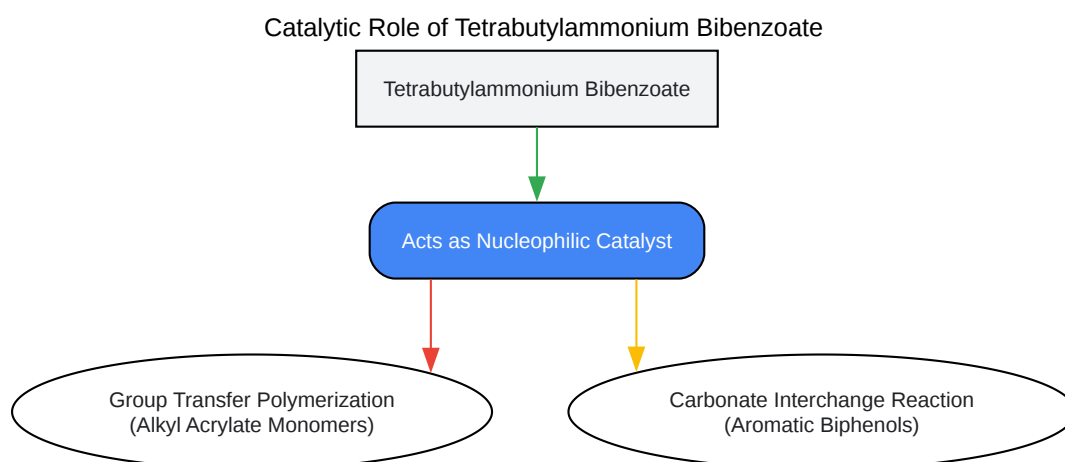 Catalytic Role of Tetrabutylammonium Bibenzoate
Tetrabutylammonium Bibenzoate
Acts as Nucleophilic Catalyst
Group Transfer Polymerization
(Alkyl Acrylate Monomers)
Carbonate Interchange Reaction
(Aromatic Biphenols)